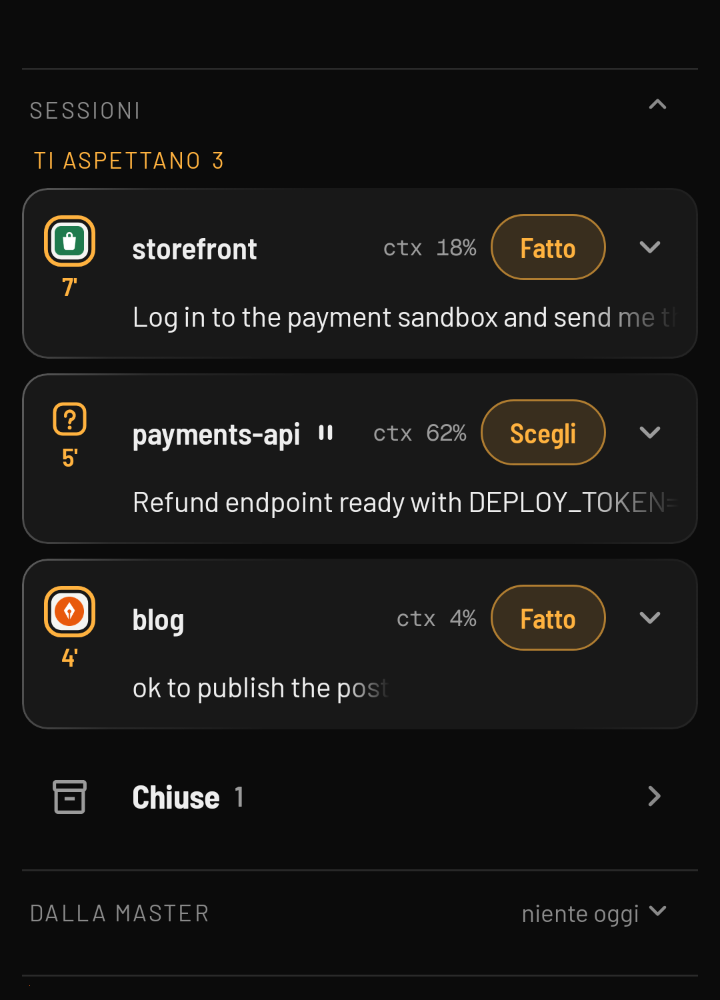 SESSIONI
TI ASPETTANO 3
storefront ctx 18% Fatto
7'
Log in to the payment sandbox and send me
?
payments-api ctx 62% Scegli
5'
Refund endpoint ready with DEPLOY_TOKEN=
blog ctx 4% Fatto
4'
ok to publish the post
Chiuse 1
DALLA MASTER niente oggi